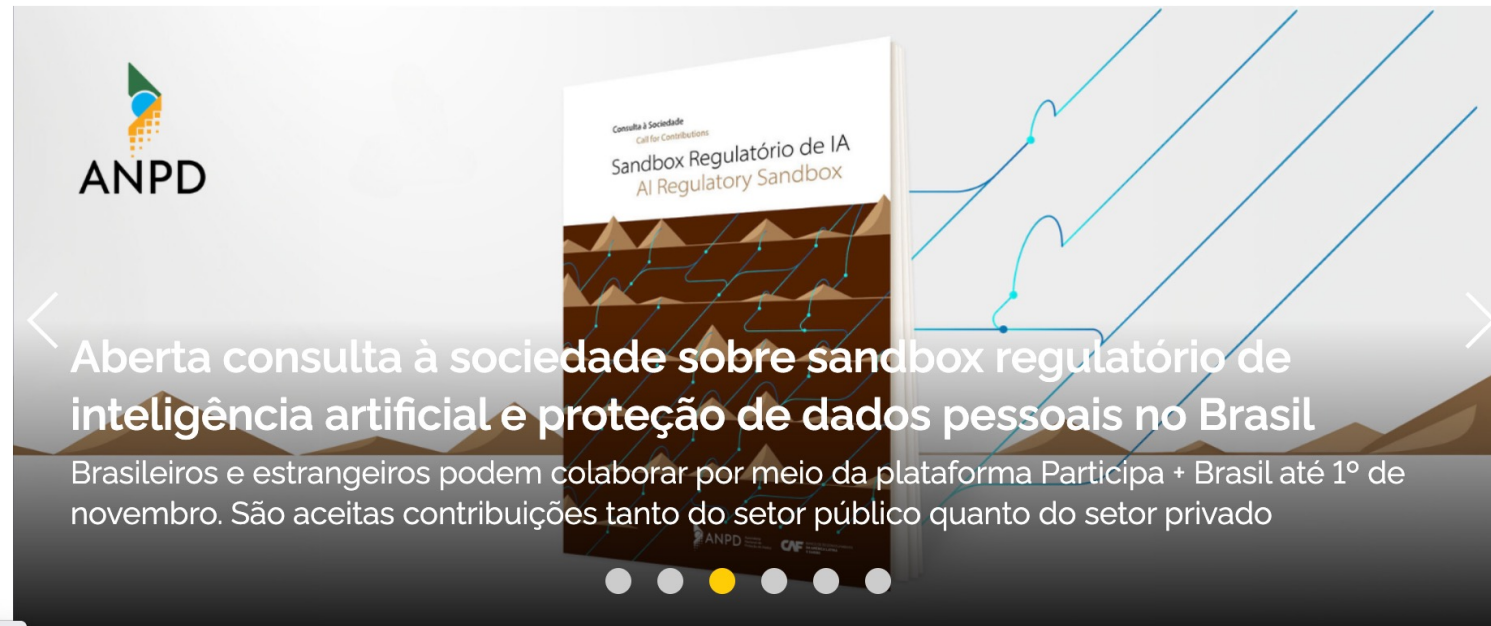 ANPD
Consulta à Sociedade
Call for Contributions
Sandbox Regulatório de IA
AI Regulatory Sandbox
Aberta consulta à sociedade sobre sandbox regulatório de
inteligência artificial e proteção de dados pessoais no Brasil
Brasileiros e estrangeiros podem colaborar por meio da plataforma Participa + Brasil até 1º de
novembro. São aceitas contribuições tanto do setor público quanto do setor privado
ANPD
CAF